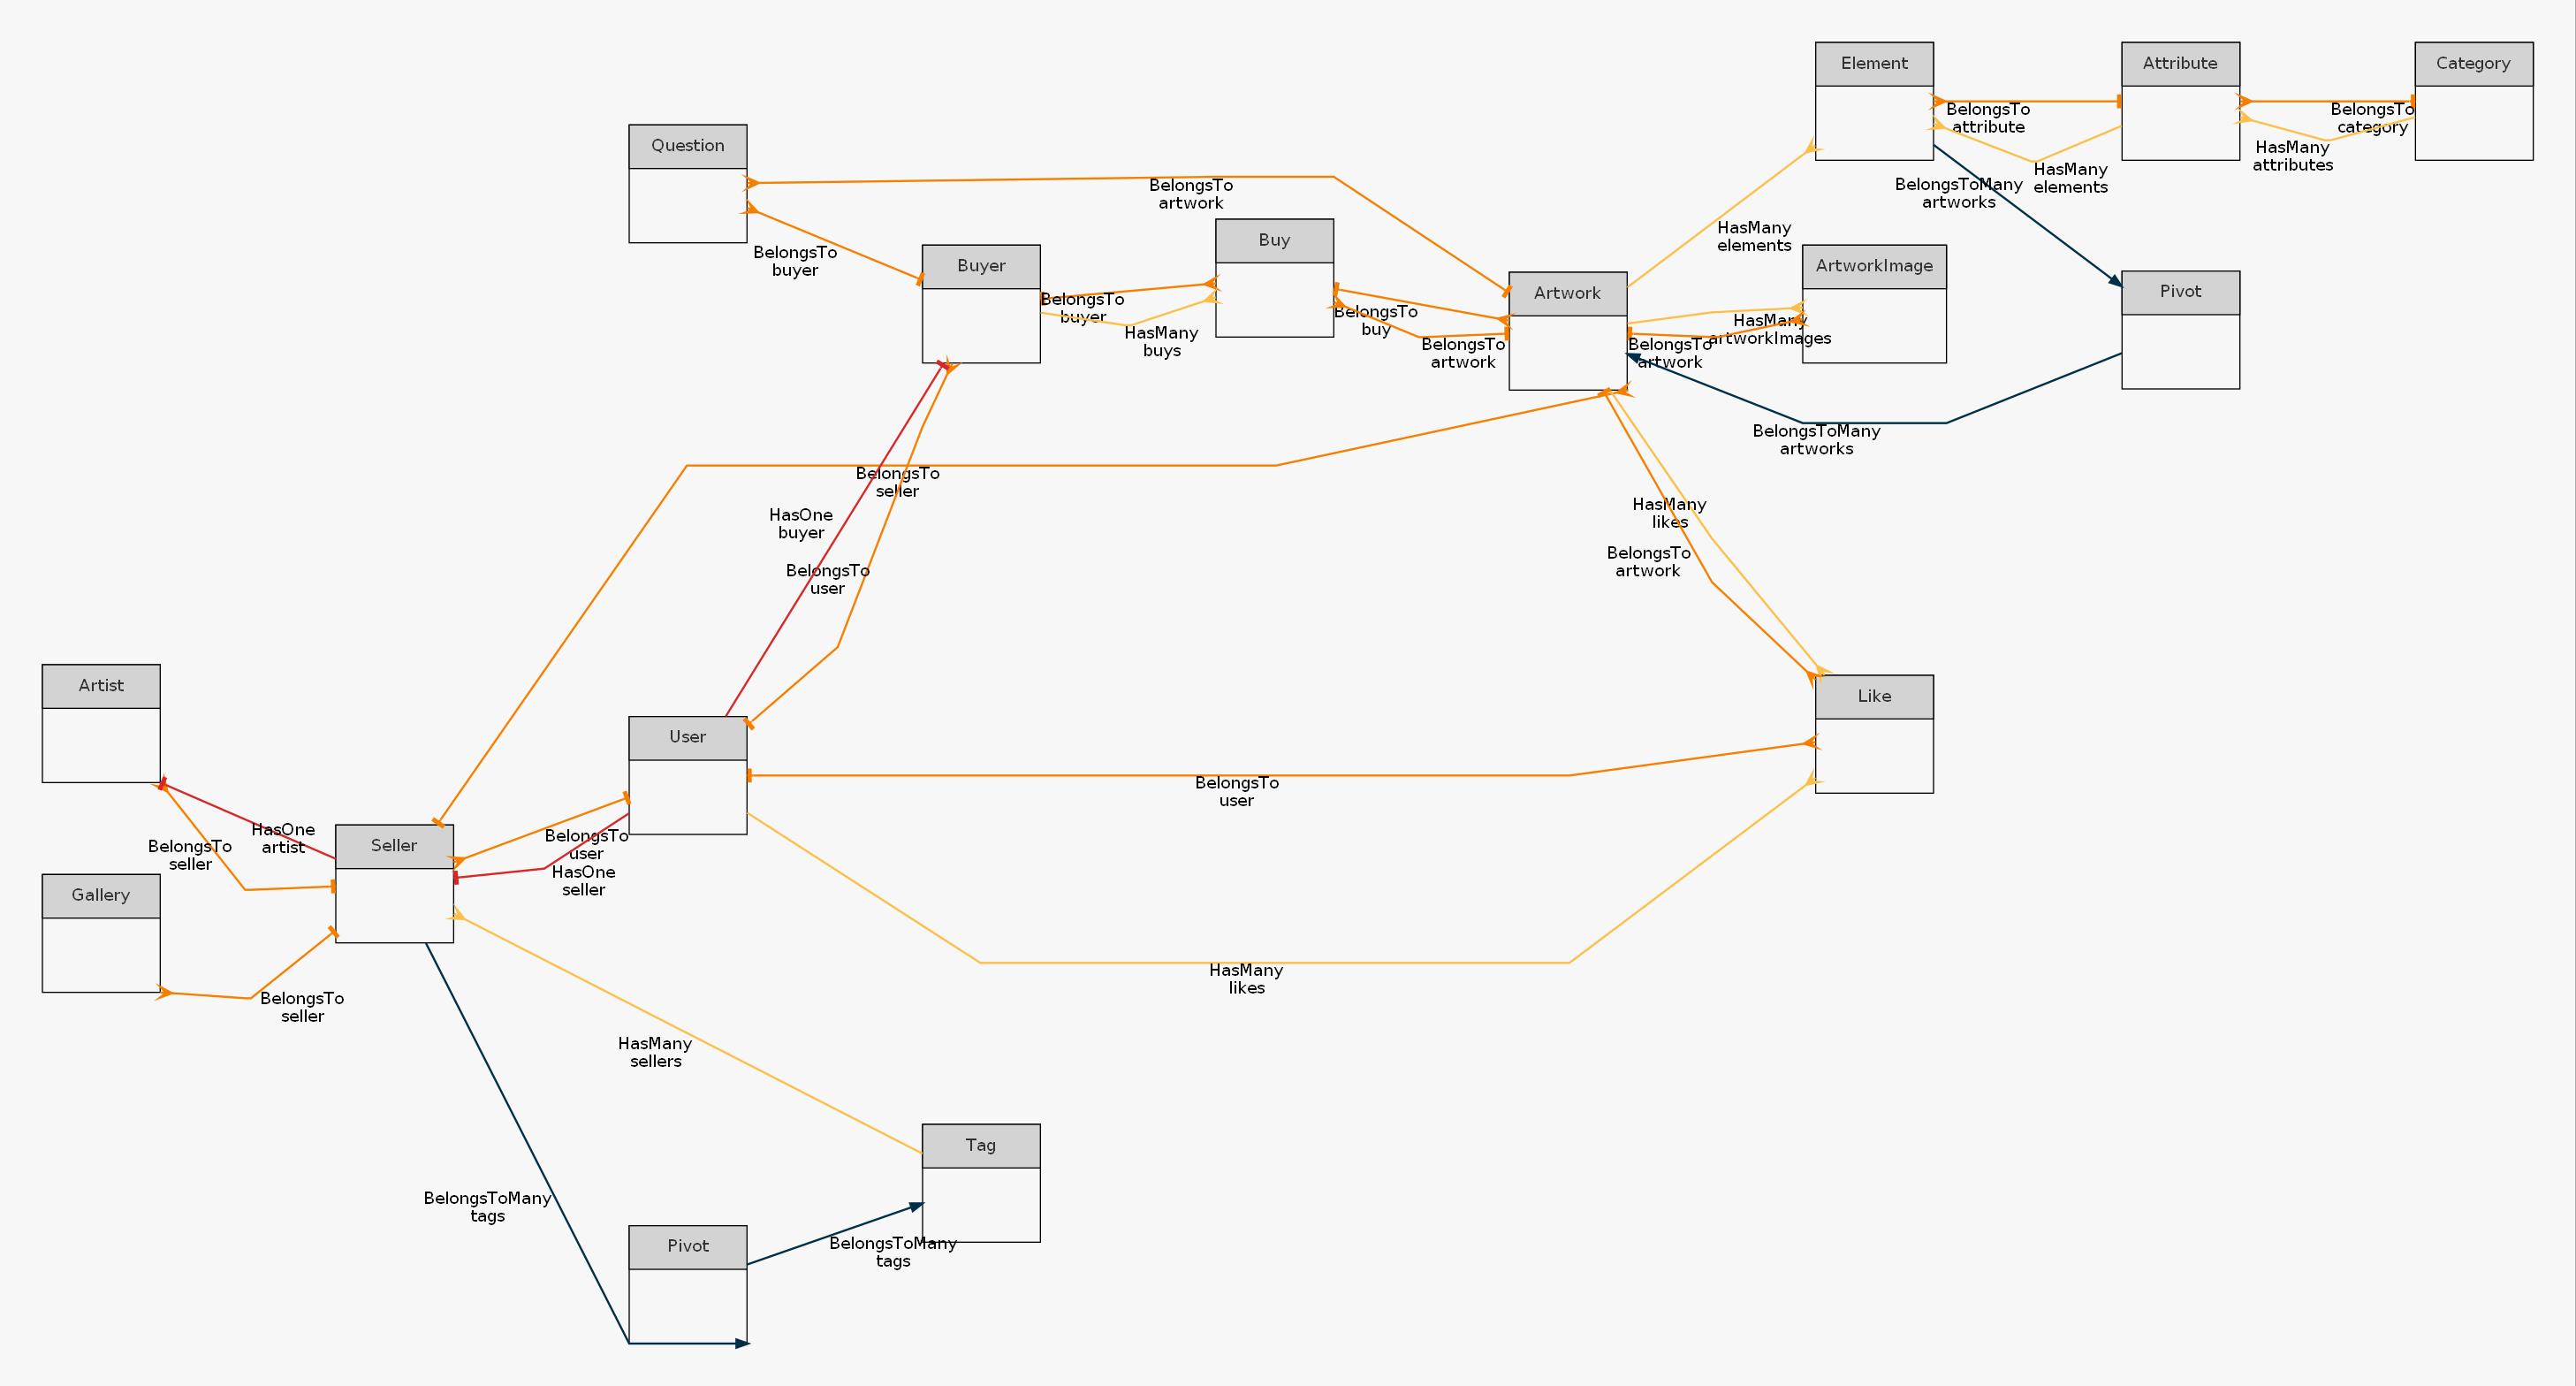 Element
Attribute
Category
BelongsTo
attribute
BelongsTo
category
HasMany
elements
HasMany
attributes
BelongsToMany
artworks
Question
BelongsTo
artwork
BelongsTo
buyer
Buyer
Buy
Artwork
HasMany
elements
ArtworkImage
Pivot
BelongsTo
buyer
HasMany
buys
BelongsTo
buy
BelongsTo
artwork
HasMany
artworkImages
BelongsTo
artwork
BelongsToMany
artworks
BelongsTo
seller
HasOne
buyer
BelongsTo
user
HasMany
likes
BelongsTo
artwork
Artist
User
Like
BelongsTo
user
HasOne
artist
BelongsTo
seller
Seller
BelongsTo
user
HasOne
seller
Gallery
BelongsTo
seller
HasMany
likes
HasMany
sellers
Tag
BelongsToMany
tags
Pivot
BelongsToMany
tags